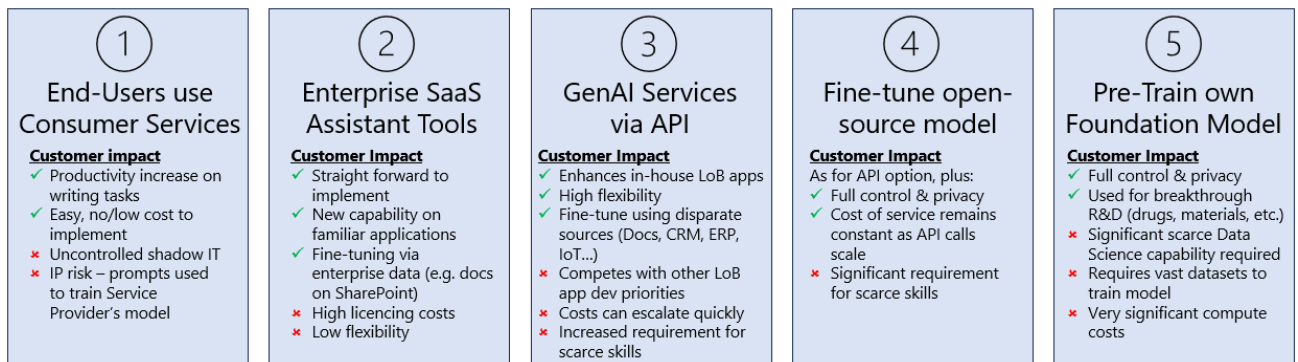 1
End-Users use
Consumer Services
Customer impact
✓ Productivity increase on
writing tasks
✓ Easy, no/low cost to
implement
× Uncontrolled shadow IT
× IP risk – prompts used
to train Service
Provider's model
2
Enterprise SaaS
Assistant Tools
Customer Impact
✓ Straight forward to
implement
✓ New capability on
familiar applications
✓ Fine-tuning via
enterprise data (e.g. docs
on SharePoint)
× High licencing costs
× Low flexibility
3
GenAI Services
via API
Customer Impact
✓ Enhances in-house LoB apps
✓ High flexibility
✓ Fine-tune using disparate
sources (Docs, CRM, ERP,
IoT...)
× Competes with other LoB
app dev priorities
× Costs can escalate quickly
× Increased requirement for
scarce skills
4
Fine-tune open-
source model
Customer Impact
As for API option, plus:
✓ Full control & privacy
✓ Cost of service remains
constant as API calls
scale
× Significant requirement
for scarce skills
5
Pre-Train own
Foundation Model
Customer Impact
✓ Full control & privacy
✓ Used for breakthrough
R&D (drugs, materials, etc.)
× Significant scarce Data
Science capability required
× Requires vast datasets to
train model
× Very significant compute
costs